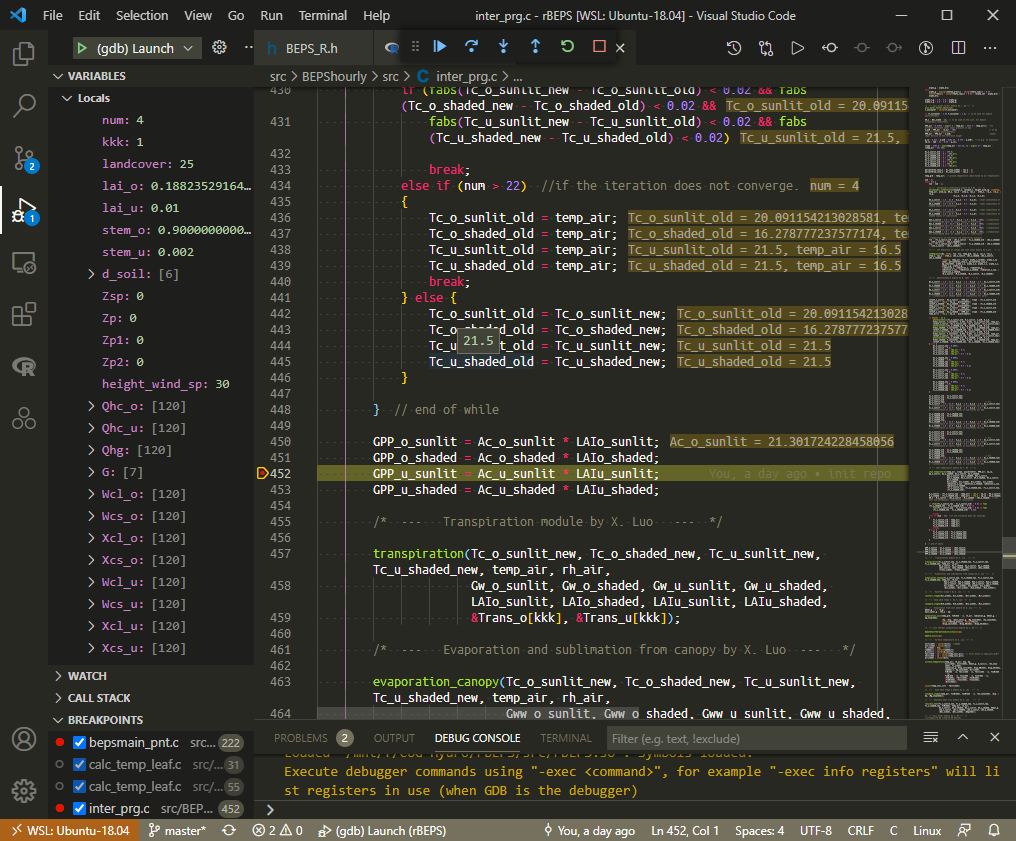 File Edit Selection View Go Run Terminal Help inter_prg.c - rBEPS [WSL: Ubuntu-18.04] - Visual Studio Code
(gdb) Launch
BEPS_R.h
VARIABLES
Locals
num: 4
kkk: 1
landcover: 25
lai_o: 0.18823529164…
lai_u: 0.01
stem_o: 0.9000000000…
stem_u: 0.002
d_soil: [6]
Zsp: 0
Zp: 0
Zp1: 0
Zp2: 0
height_wind_sp: 30
Qhc_o: [120]
Qhc_u: [120]
Qhg: [120]
G: [7]
Wcl_o: [120]
Wcs_o: [120]
Xcl_o: [120]
Xcs_o: [120]
Wcl_u: [120]
Wcs_u: [120]
Xcl_u: [120]
Xcs_u: [120]
WATCH
CALL STACK
BREAKPOINTS
bepsmain_pnt.c src... 222
calc_temp_leaf.c src/... 31
calc_temp_leaf.c src/... 55
inter_prg.c src/BEP... 452
2
1
src > BEPShourly > src > C inter_prg.c > ...
430 if (fabs(Tc_o_sunlit_new - Tc_o_sunlit_old) < 0.02 && fabs
(Tc_o_shaded_new - Tc_o_shaded_old) < 0.02 && Tc_o_sunlit_old = 20.09115
431 fabs(Tc_u_sunlit_new - Tc_u_sunlit_old) < 0.02 && fabs
(Tc_u_shaded_new - Tc_u_shaded_old) < 0.02) Tc_u_sunlit_old = 21.5,
432
433 break;
434 else if (num > 22) //if the iteration does not converge. num = 4
435 {
436 Tc_o_sunlit_old = temp_air; Tc_o_sunlit_old = 20.091154213028581, te
437 Tc_o_shaded_old = temp_air; Tc_o_shaded_old = 16.278777237577174, te
438 Tc_u_sunlit_old = temp_air; Tc_u_sunlit_old = 21.5, temp_air = 16.5
439 Tc_u_shaded_old = temp_air; Tc_u_shaded_old = 21.5, temp_air = 16.5
440 break;
441 } else {
442 Tc_o_sunlit_old = Tc_o_sunlit_new; Tc_o_sunlit_old = 20.091154213028
443 Tc_o_shaded_old = Tc_o_shaded_new; Tc_o_shaded_old = 16.278777237577
21.5
444 Tc_u lit_old = Tc_u_sunlit_new; Tc_u_sunlit_old = 21.5
445 Tc_u_shaded_old = Tc_u_shaded_new; Tc_u_shaded_old = 21.5
446 }
447
448 } // end of while
449
450 GPP_o_sunlit = Ac_o_sunlit * LAIo_sunlit; Ac_o_sunlit = 21.301724228458056
451 GPP_o_shaded = Ac_o_shaded * LAIo_shaded;
452 GPP_u_sunlit = Ac_u_sunlit * LAIu_sunlit; You, a day ago • init repo
453 GPP_u_shaded = Ac_u_shaded * LAIu_shaded;
454
455 /* --- Transpiration module by X. Luo --- */
456
457 transpiration(Tc_o_sunlit_new, Tc_o_shaded_new, Tc_u_sunlit_new,
Tc_u_shaded_new, temp_air, rh_air,
458 Gw_o_sunlit, Gw_o_shaded, Gw_u_sunlit, Gw_u_shaded,
LAIo_sunlit, LAIo_shaded, LAIu_sunlit, LAIu_shaded,
459 &Trans_o[kkk], &Trans_u[kkk]);
460
461 /* --- Evaporation and sublimation from canopy by X. Luo --- */
462
463 evaporation_canopy(Tc_o_sunlit_new, Tc_o_shaded_new, Tc_u_sunlit_new,
Tc_u_shaded_new, temp_air, rh_air,
464 Gww_o_sunlit, Gww_o_shaded, Gww_u_sunlit, Gww_u_shaded,
PROBLEMS 2 OUTPUT DEBUG CONSOLE TERMINAL Filter (e.g. text, !exclude)
Execute debugger commands using "-exec <command>", for example "-exec info registers" will li
st registers in use (when GDB is the debugger)
WSL: Ubuntu-18.04 master* 2 0 (gdb) Launch (rBEPS) You, a day ago Ln 452, Col 1 Spaces: 4 UTF-8 CRLF C Linux